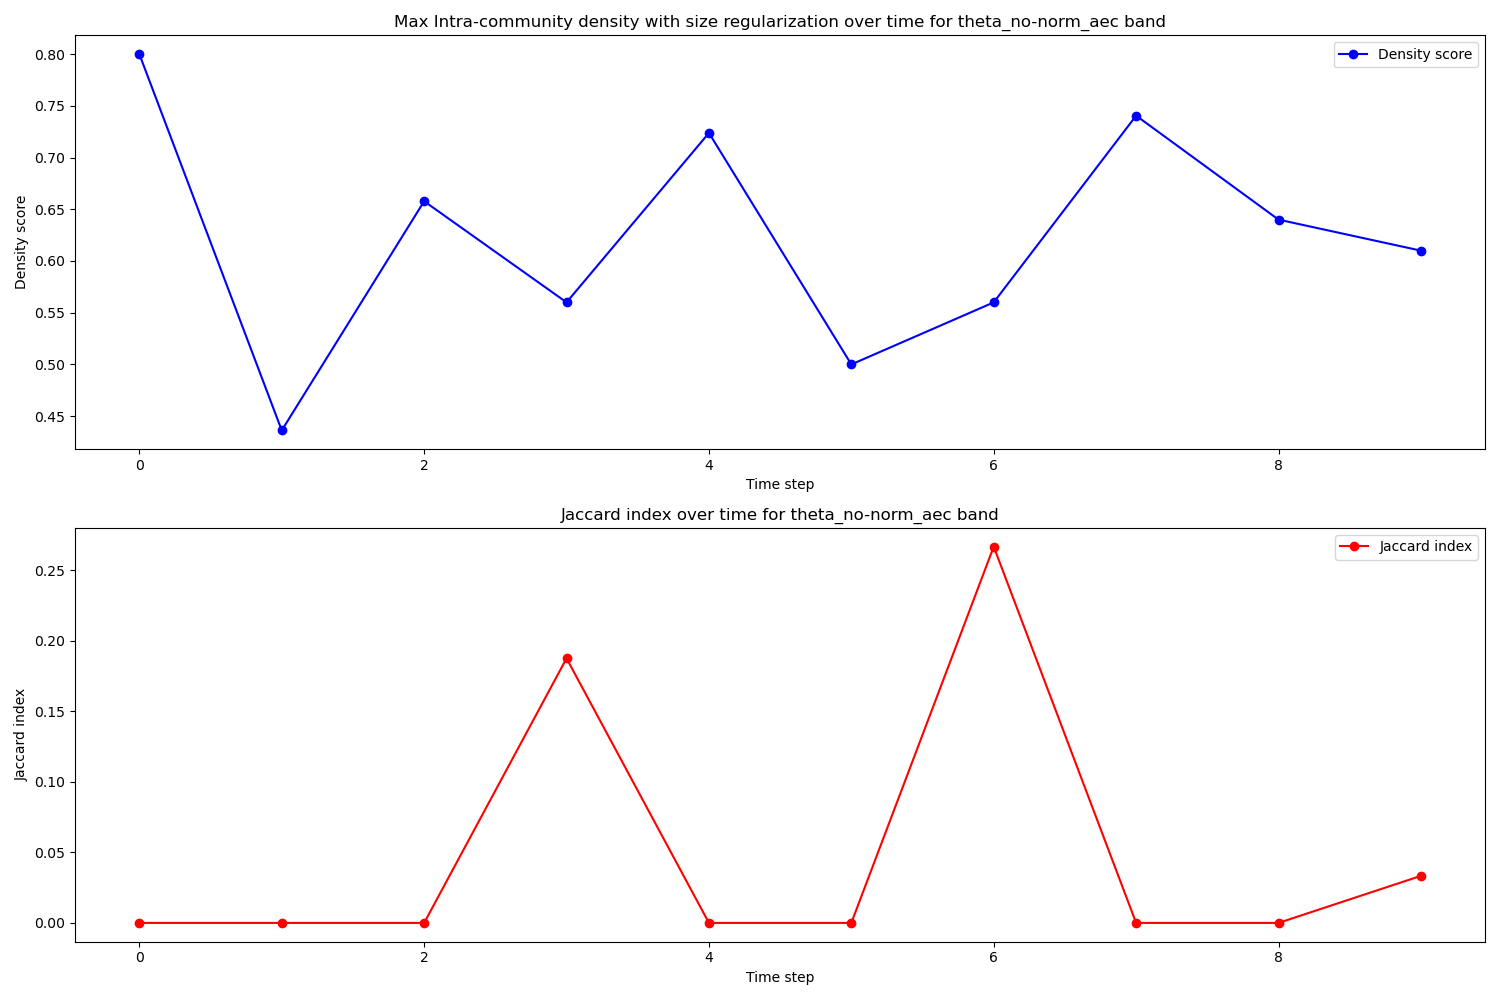 Max Intra-community density with size regularization over time for theta_no-norm_aec band
Density score
0.80
0.75
0.70
0.65
0.60
0.55
0.50
0.45
Density score
0 2 4 6 8
Time step
Jaccard index over time for theta_no-norm_aec band
Jaccard index
0.25
0.20
0.15
0.10
0.05
0.00
Jaccard index
0 2 4 6 8
Time step